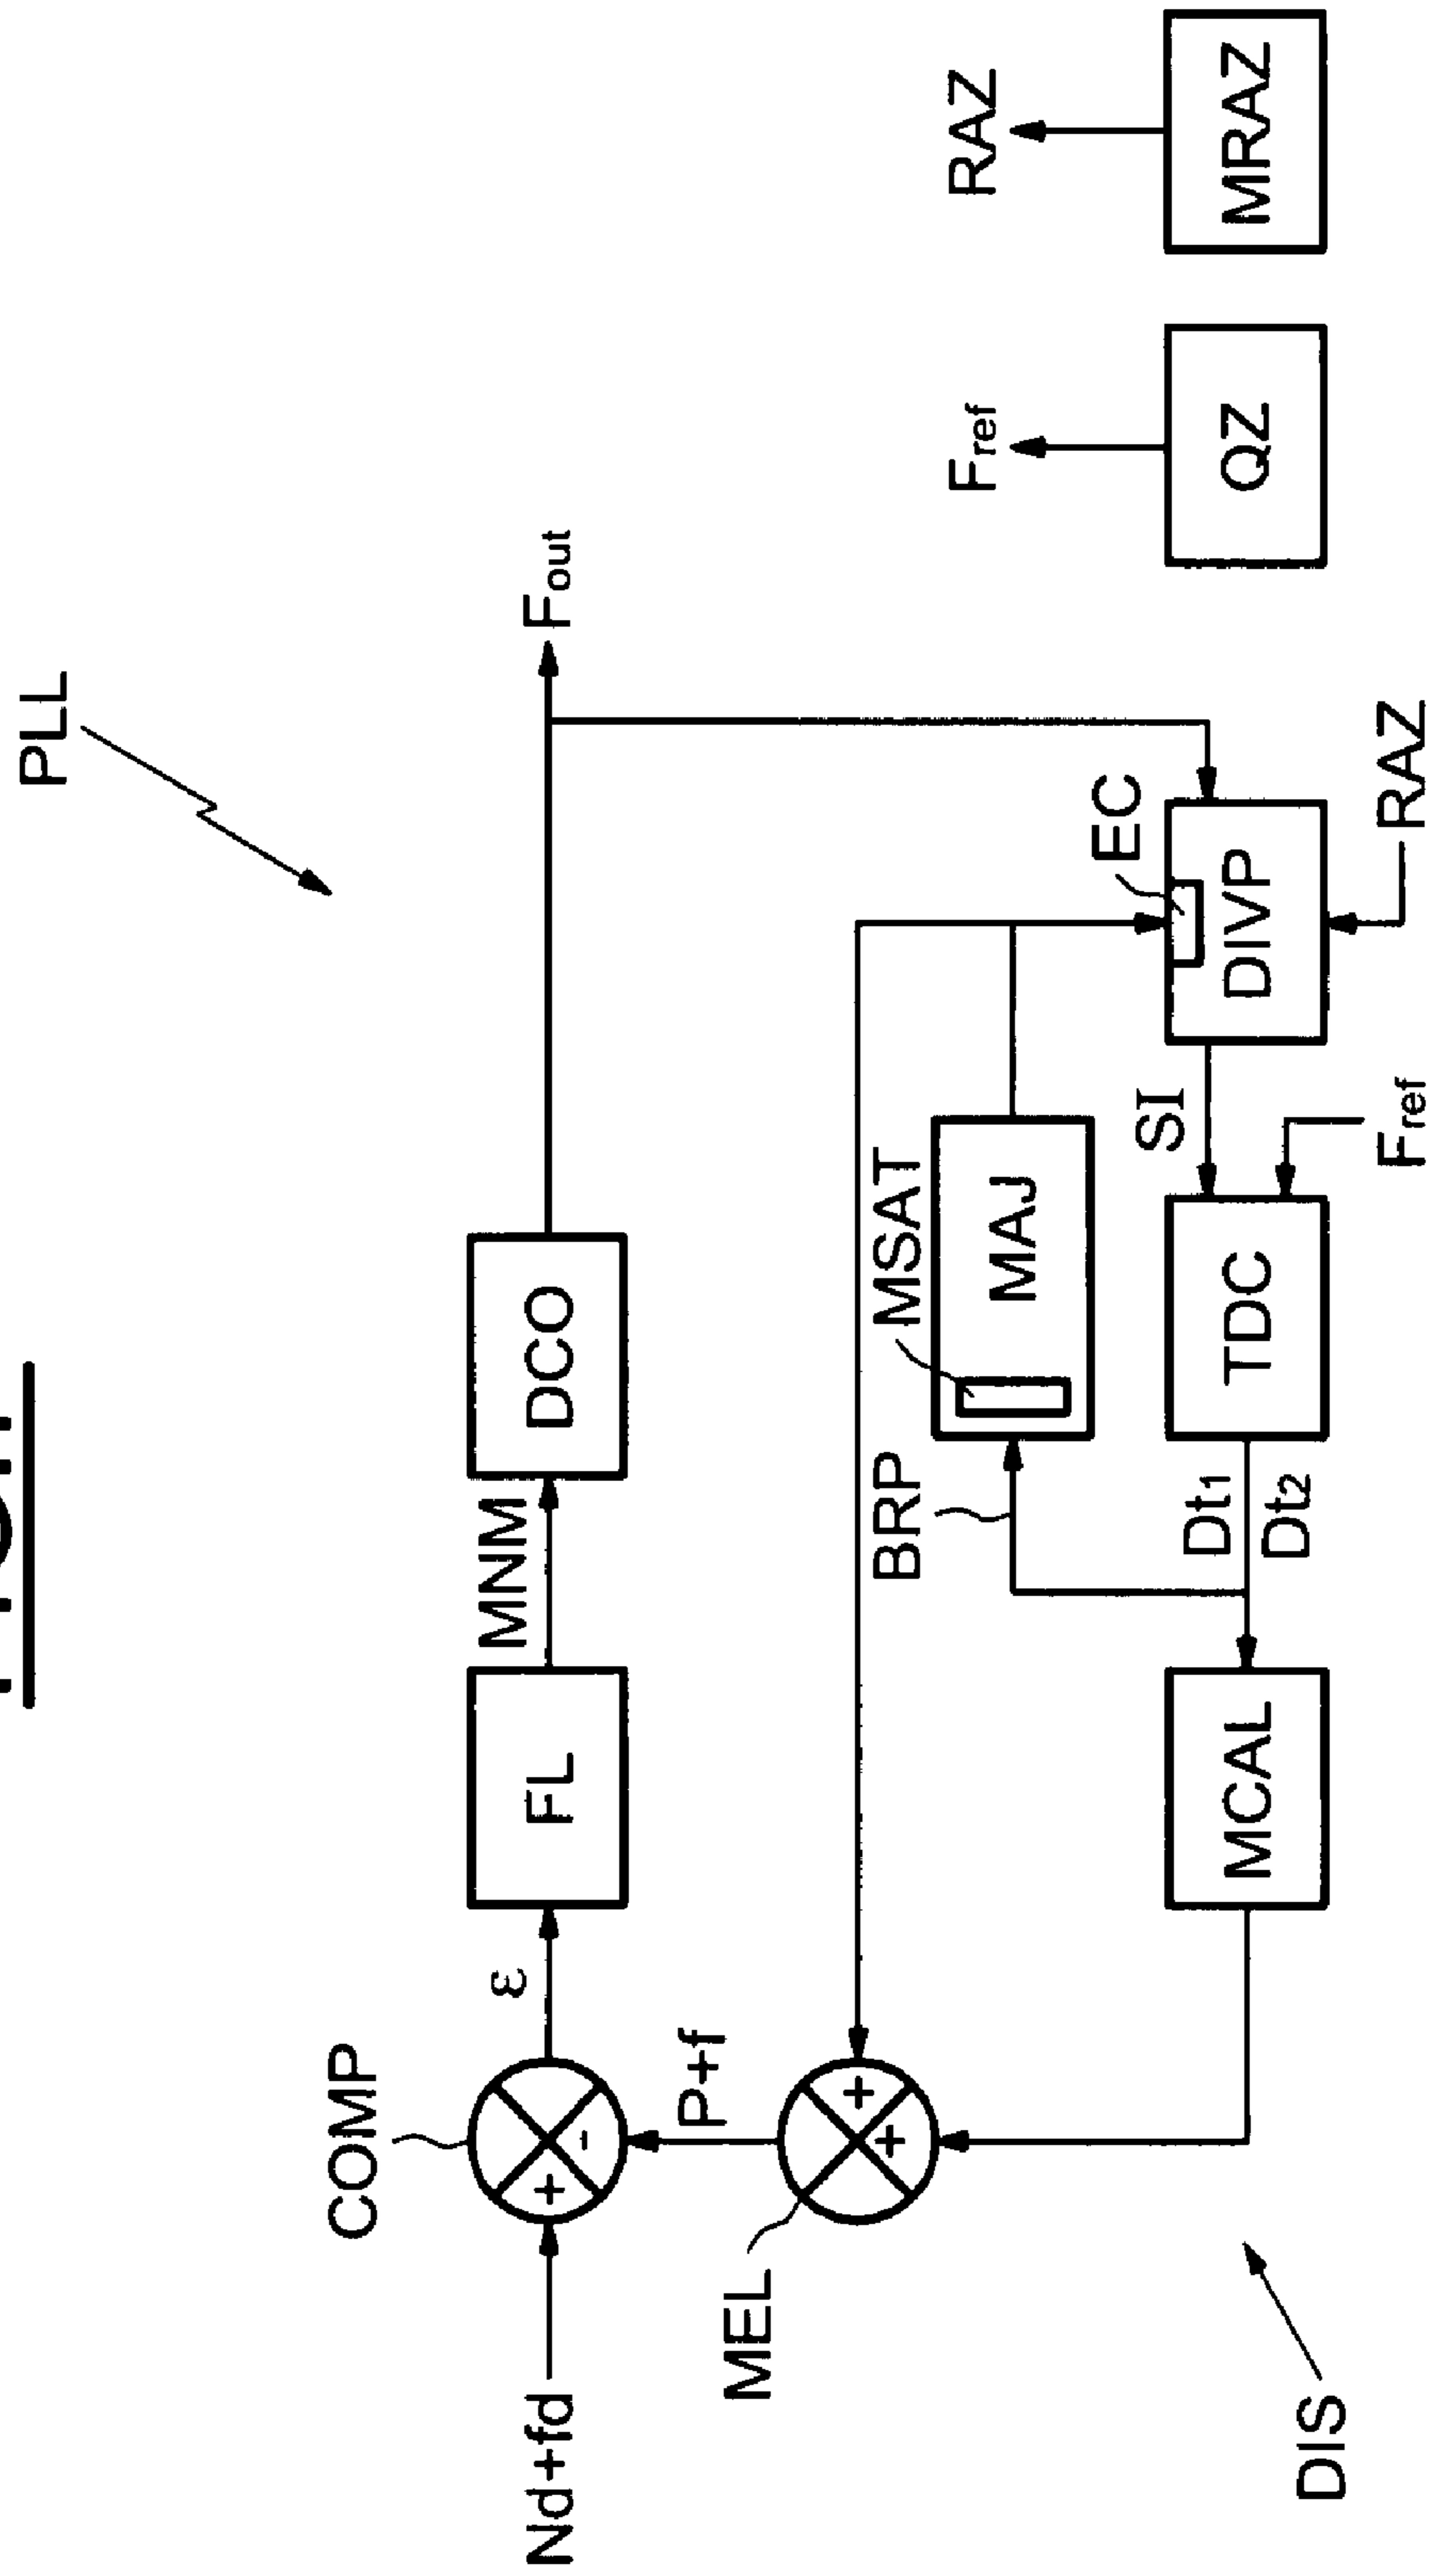 PLL
COMP
Nd+fd
+
-
ε
FL
MNM
DCO
Fout
P+f
MEL
+
+
BRP
MSAT
MAJ
EC
MCAL
Dt1
Dt2
TDC
SI
DIVP
Fref
RAZ
Fref
QZ
RAZ
MRAZ
DIS